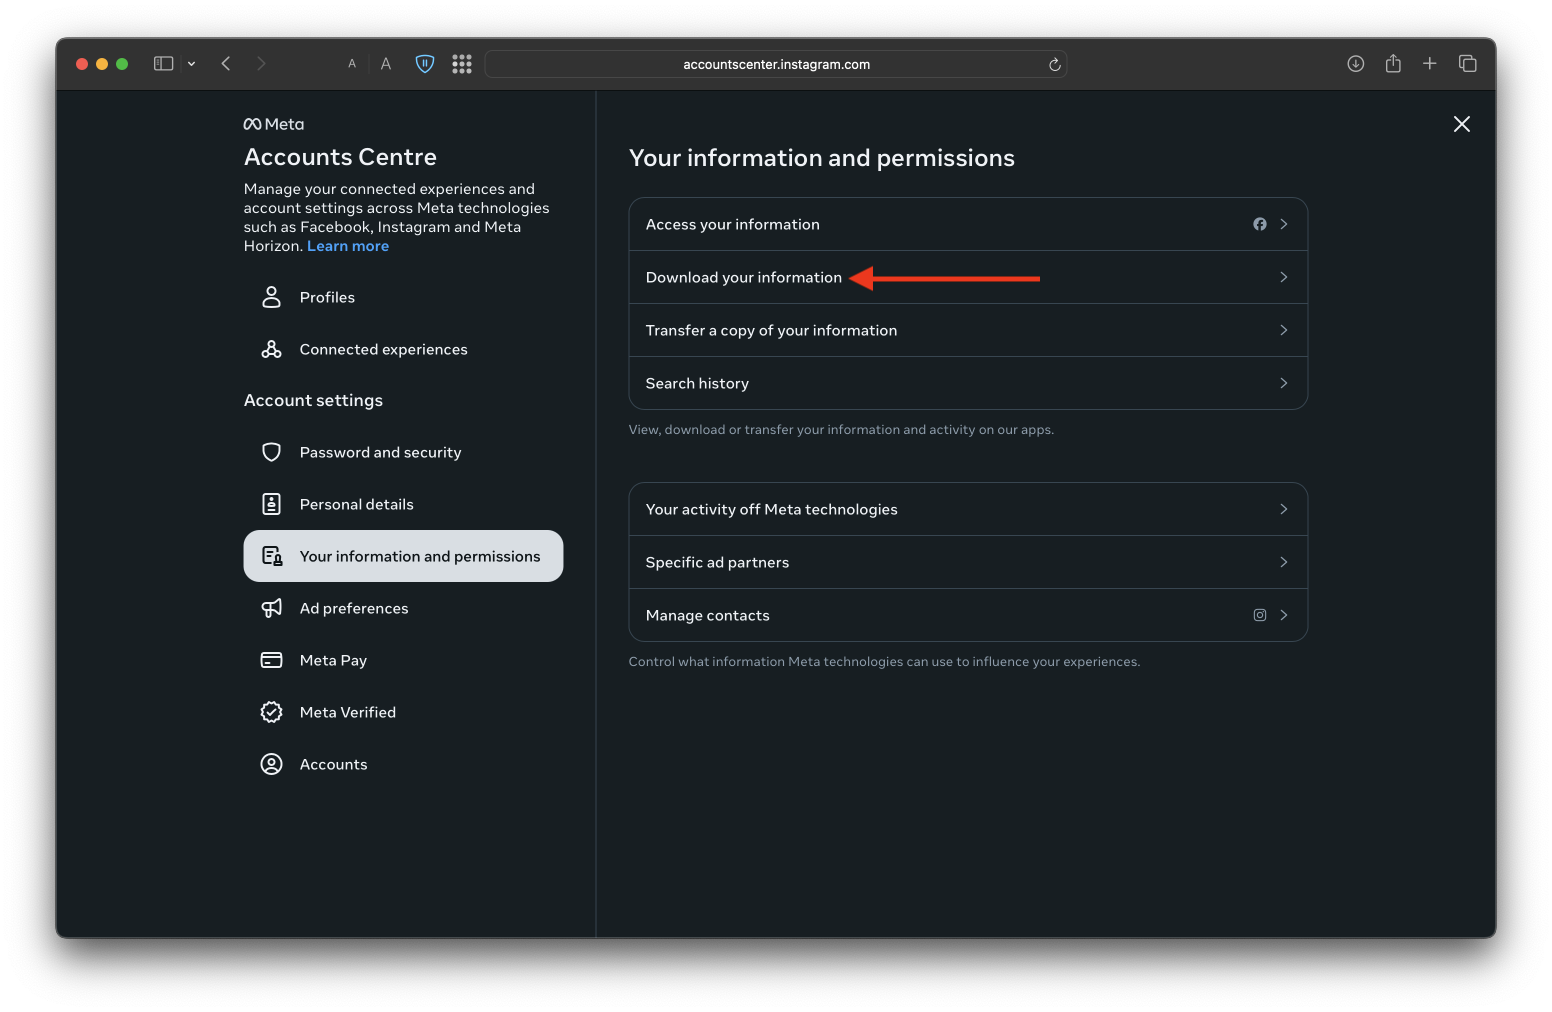 A A accountscenter.instagram.com
Meta
Accounts Centre
Manage your connected experiences and
account settings across Meta technologies
such as Facebook, Instagram and Meta
Horizon. Learn more
Profiles
Connected experiences
Account settings
Password and security
Personal details
Your information and permissions
Ad preferences
Meta Pay
Meta Verified
Accounts
Your information and permissions
Access your information
Download your information
Transfer a copy of your information
Search history
View, download or transfer your information and activity on our apps.
Your activity off Meta technologies
Specific ad partners
Manage contacts
Control what information Meta technologies can use to influence your experiences.